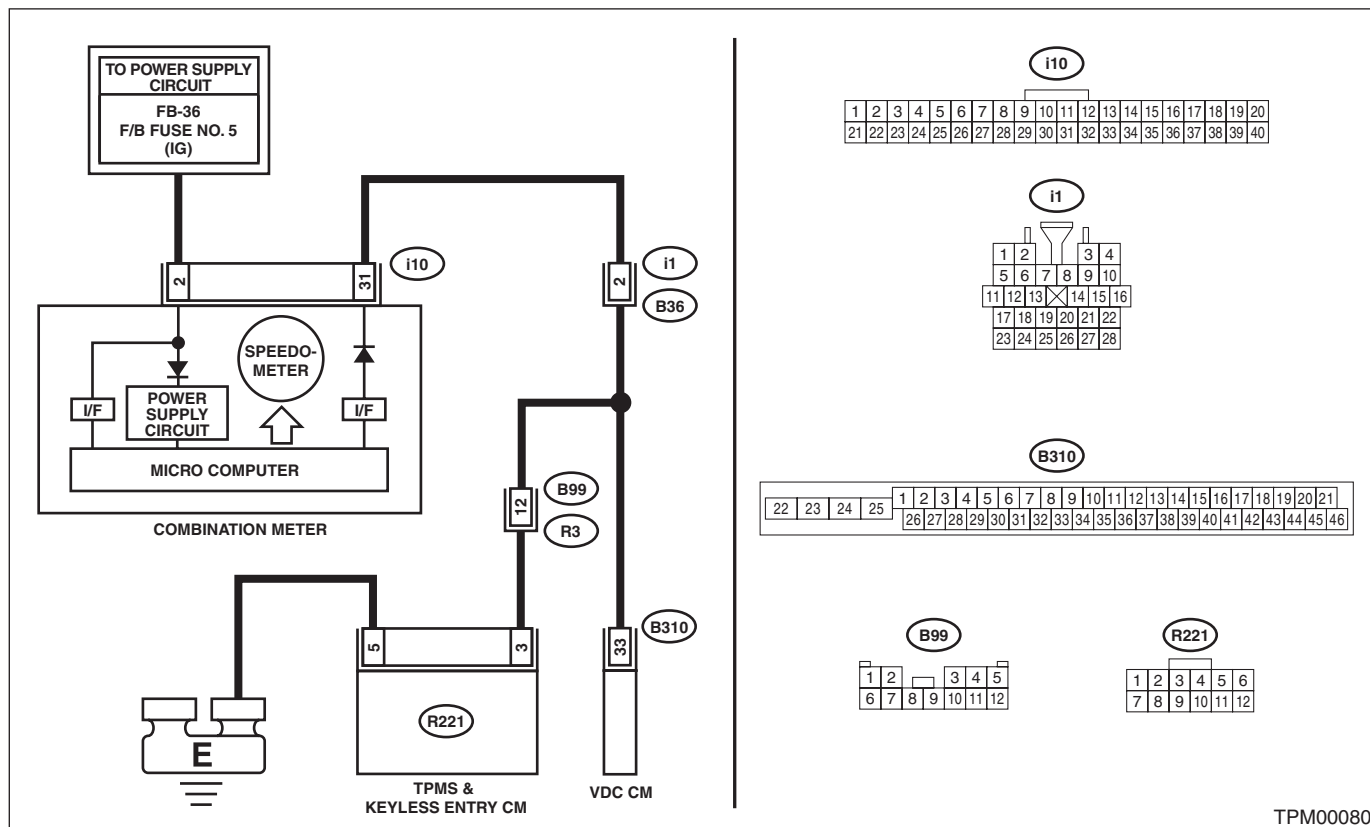 TO POWER SUPPLY
CIRCUIT
FB-36
F/B FUSE NO. 5
(IG)
2
31
i10
2
i1
B36
SPEEDO-
METER
I/F
POWER
SUPPLY
CIRCUIT
I/F
MICRO COMPUTER
COMBINATION METER
12
B99
R3
5
3
33
B310
R221
E
TPMS &
KEYLESS ENTRY CM
VDC CM
i10
1 2 3 4 5 6 7 8 9 10 11 12 13 14 15 16 17 18 19 20
21 22 23 24 25 26 27 28 29 30 31 32 33 34 35 36 37 38 39 40
i1
1 2 3 4
5 6 7 8 9 10
11 12 13 14 15 16
17 18 19 20 21 22
23 24 25 26 27 28
B310
22 23 24 25
1 2 3 4 5 6 7 8 9 10 11 12 13 14 15 16 17 18 19 20 21
26 27 28 29 30 31 32 33 34 35 36 37 38 39 40 41 42 43 44 45 46
B99
1 2 3 4 5
6 7 8 9 10 11 12
R221
1 2 3 4 5 6
7 8 9 10 11 12
TPM00080